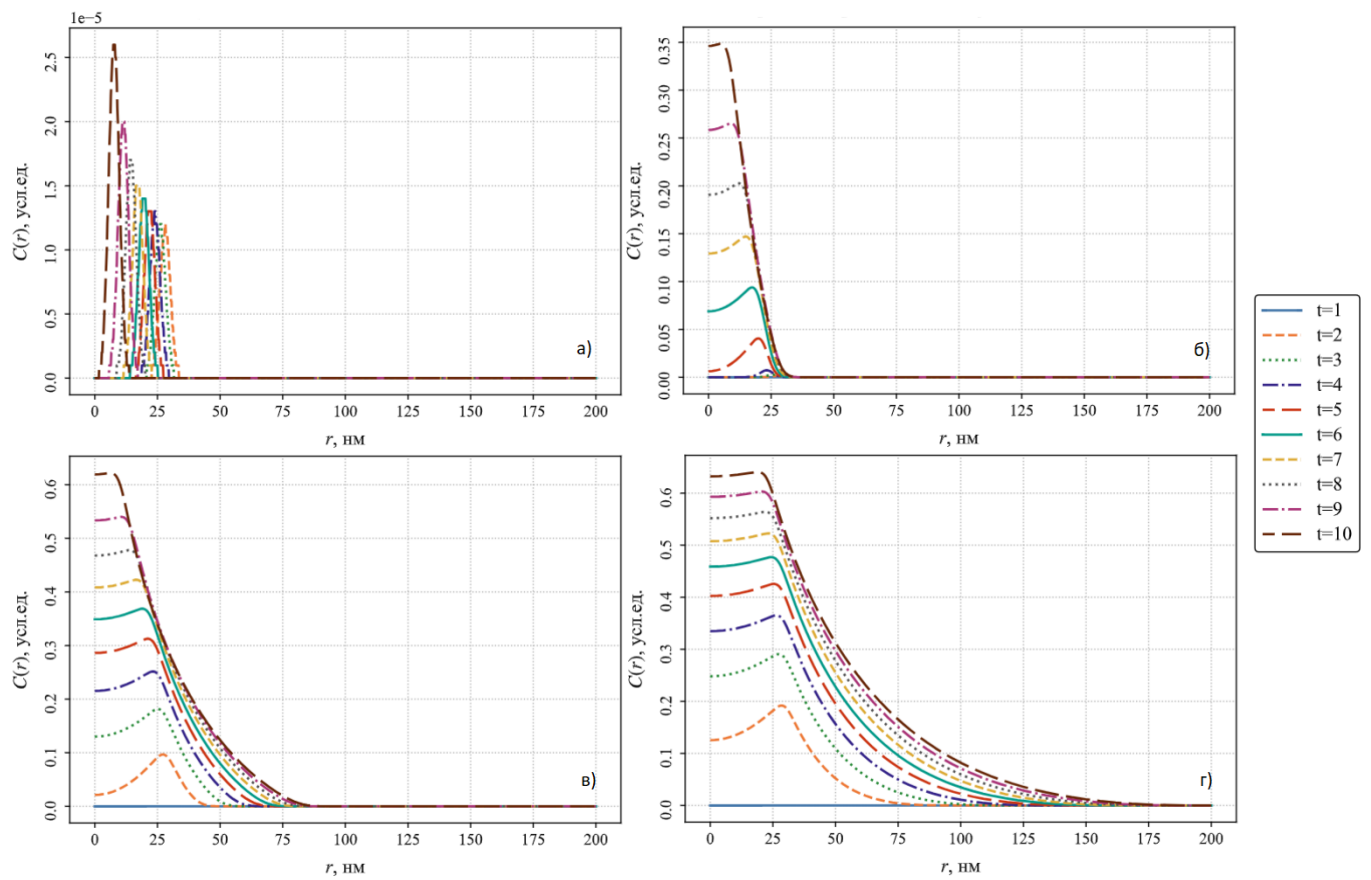 1e−5
2.5
2.0
1.5
1.0
0.5
0.0
C(r), усл.ед.
а)
0 25 50 75 100 125 150 175 200
r, нм
0.35
0.30
0.25
0.20
0.15
0.10
0.05
0.00
C(r), усл.ед.
б)
0 25 50 75 100 125 150 175 200
r, нм
0.6
0.5
0.4
0.3
0.2
0.1
0.0
C(r), усл.ед.
в)
0 25 50 75 100 125 150 175 200
r, нм
0.6
0.5
0.4
0.3
0.2
0.1
0.0
C(r), усл.ед.
г)
0 25 50 75 100 125 150 175 200
r, нм
t=1
t=2
t=3
t=4
t=5
t=6
t=7
t=8
t=9
t=10